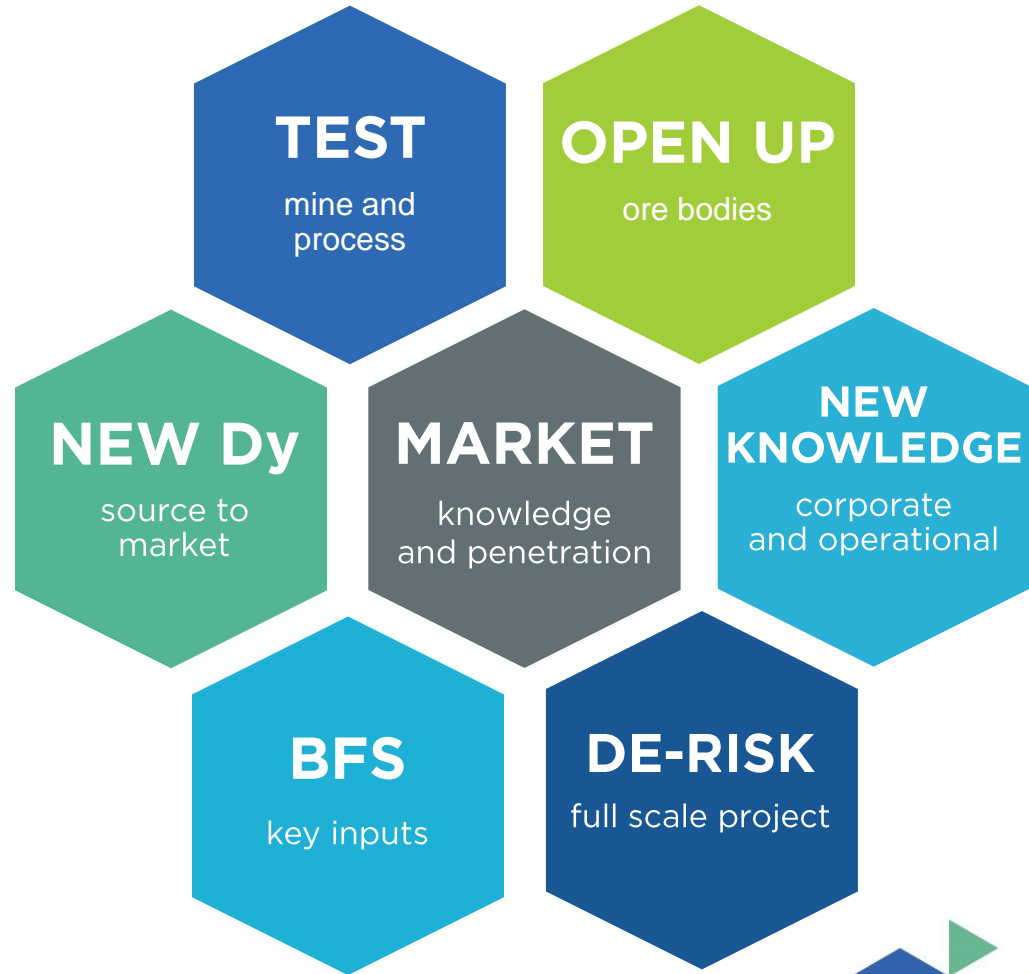 TEST
mine and
process
OPEN UP
ore bodies
NEW Dy
source to
market
MARKET
knowledge
and penetration
NEW
KNOWLEDGE
corporate
and operational
BFS
key inputs
DE-RISK
full scale project